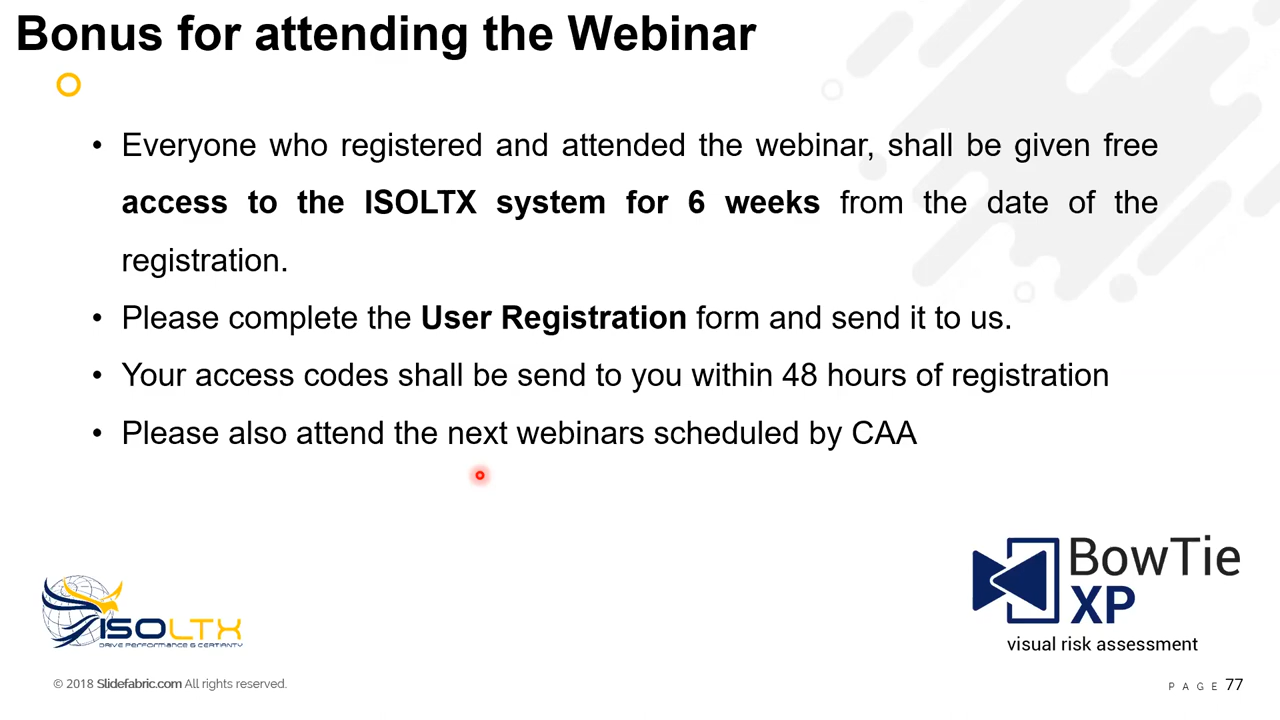 Bonus for attending the Webinar
• Everyone who registered and attended the webinar, shall be given free
access to the ISOLTX system for 6 weeks from the date of the
registration.
• Please complete the User Registration form and send it to us.
• Your access codes shall be send to you within 48 hours of registration
• Please also attend the next webinars scheduled by CAA
BowTie
XP
visual risk assessment
ISOLTX
DRIVE PERFORMANCE & CERTIANTY
© 2018 Slidefabric.com All rights reserved.
PAGE 77